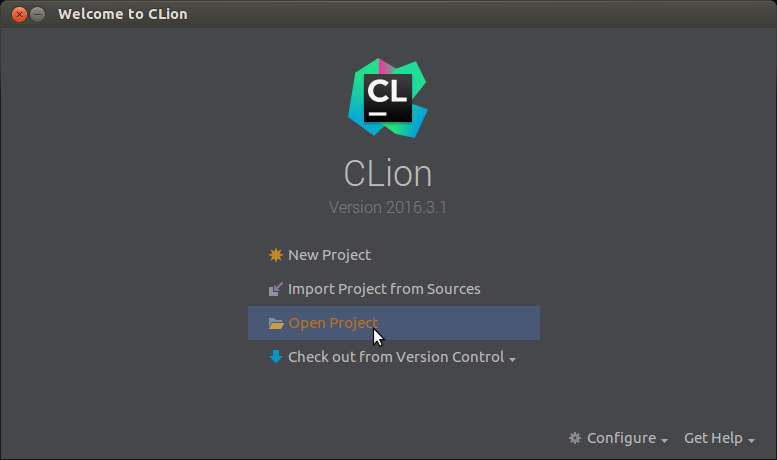 Welcome to CLion
CL
CLion
Version 2016.3.1
New Project
Import Project from Sources
Open Project
Check out from Version Control
Configure Get Help